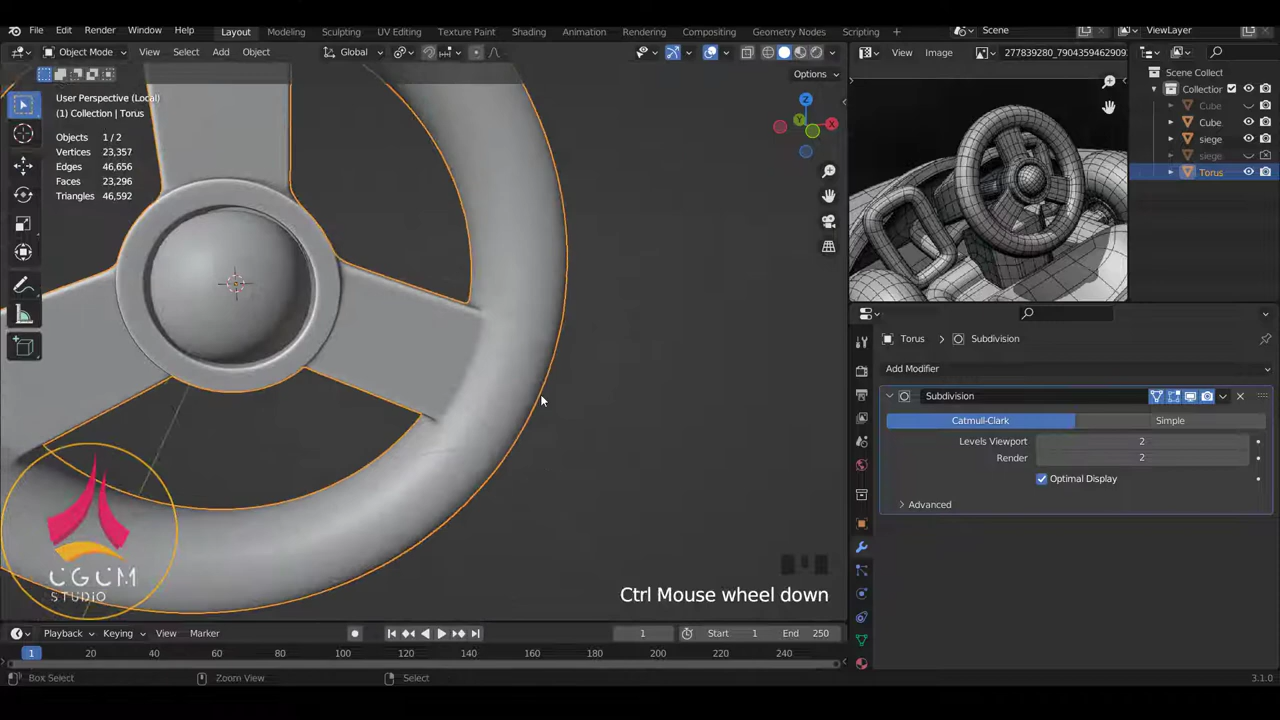 File Edit Render Window Help Layout Modeling Sculpting UV Editing Texture Paint Shading Animation Rendering Compositing Geometry Nodes Scripting + Scene ViewLayer
Object Mode View Select Add Object Global View Image 277839280_7904359462909
Options
User Perspective (Local)
(1) Collection | Torus
Objects 1 / 2
Vertices 23,357
Edges 46,656
Faces 23,296
Triangles 46,592
Z
Y
X
Scene Collect
Collectior
Cube
Cube.
siege
siege
Torus
Torus > Subdivision
Add Modifier
Subdivision
Catmull-Clark Simple
Levels Viewport 2
Render 2
Optimal Display
Advanced
STUDiO
Ctrl Mouse wheel down
Playback Keying View Marker 1 Start 1 End 250
1 20 40 60 80 100 120 140 160 180 200 220 240
Box Select Zoom View Select 3.1.0